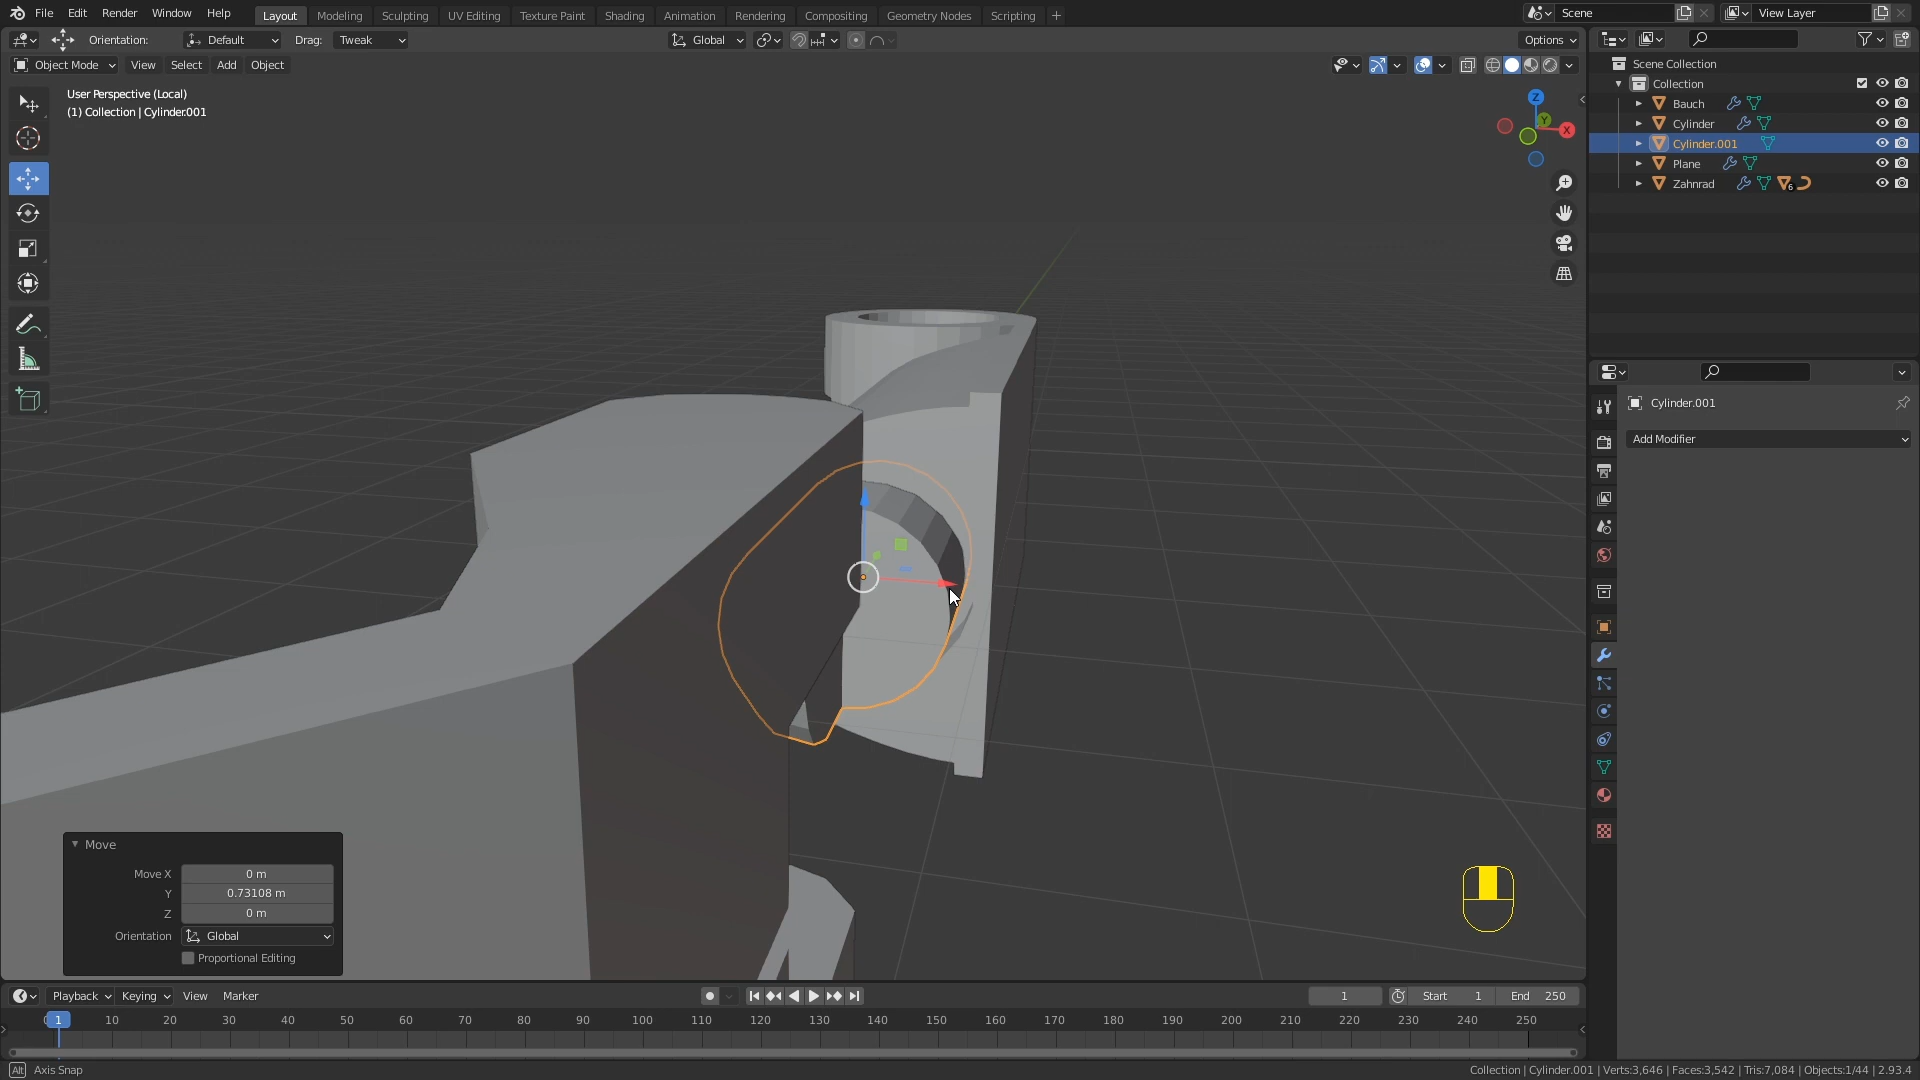 File Edit Render Window Help Layout Modeling Sculpting UV Editing Texture Paint Shading Animation Rendering Compositing Geometry Nodes Scripting + Scene View Layer
Orientation: Default Drag: Tweak Global Options
Object Mode View Select Add Object
User Perspective (Local)
(1) Collection | Cylinder.001
Z
Y
X
Scene Collection
Collection
Bauch
Cylinder
Cylinder.001
Plane
Zahnrad 6
Cylinder.001
Add Modifier
Move
Move X 0 m
Y 0.73108 m
Z 0 m
Orientation Global
Proportional Editing
Playback Keying View Marker 1 Start 1 End 250
1 10 20 30 40 50 60 70 80 90 100 110 120 130 140 150 160 170 180 190 200 210 220 230 240 250
Alt Axis Snap Collection | Cylinder.001 | Verts:3,646 | Faces:3,542 | Tris:7,084 | Objects:1/44 | 2.93.4